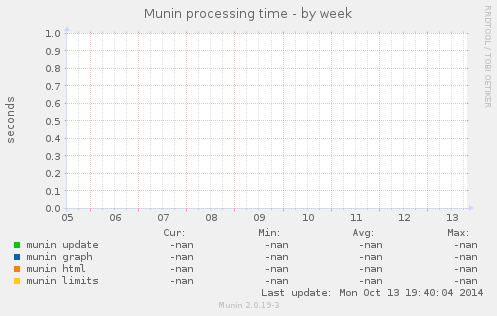 Munin processing time - by week
RRDTOOL / TOBI OETIKER
seconds
1.0
0.9
0.8
0.7
0.6
0.5
0.4
0.3
0.2
0.1
0.0
05 06 07 08 09 10 11 12 13
Cur: Min: Avg: Max:
munin update -nan -nan -nan -nan
munin graph -nan -nan -nan -nan
munin html -nan -nan -nan -nan
munin limits -nan -nan -nan -nan
Last update: Mon Oct 13 19:40:04 2014
Munin 2.0.19-3